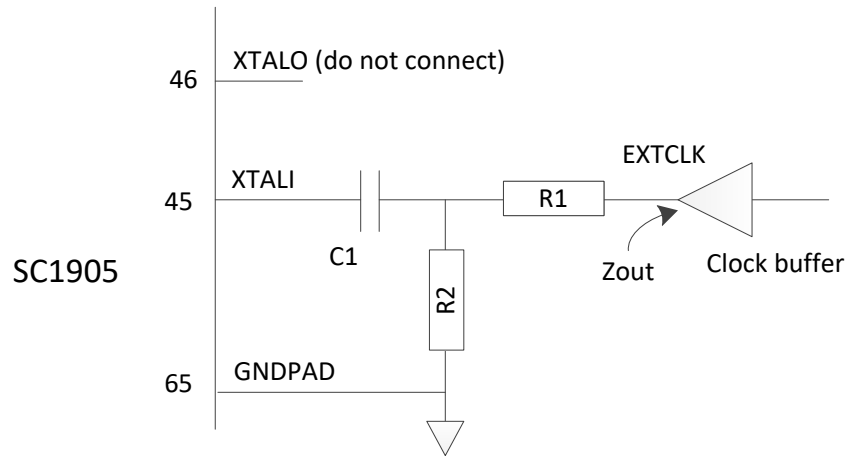 XTALO (do not connect)
46
EXTCLK
XTALI
45
R1
C1
Zout
Clock buffer
SC1905
R2
GNDPAD
65